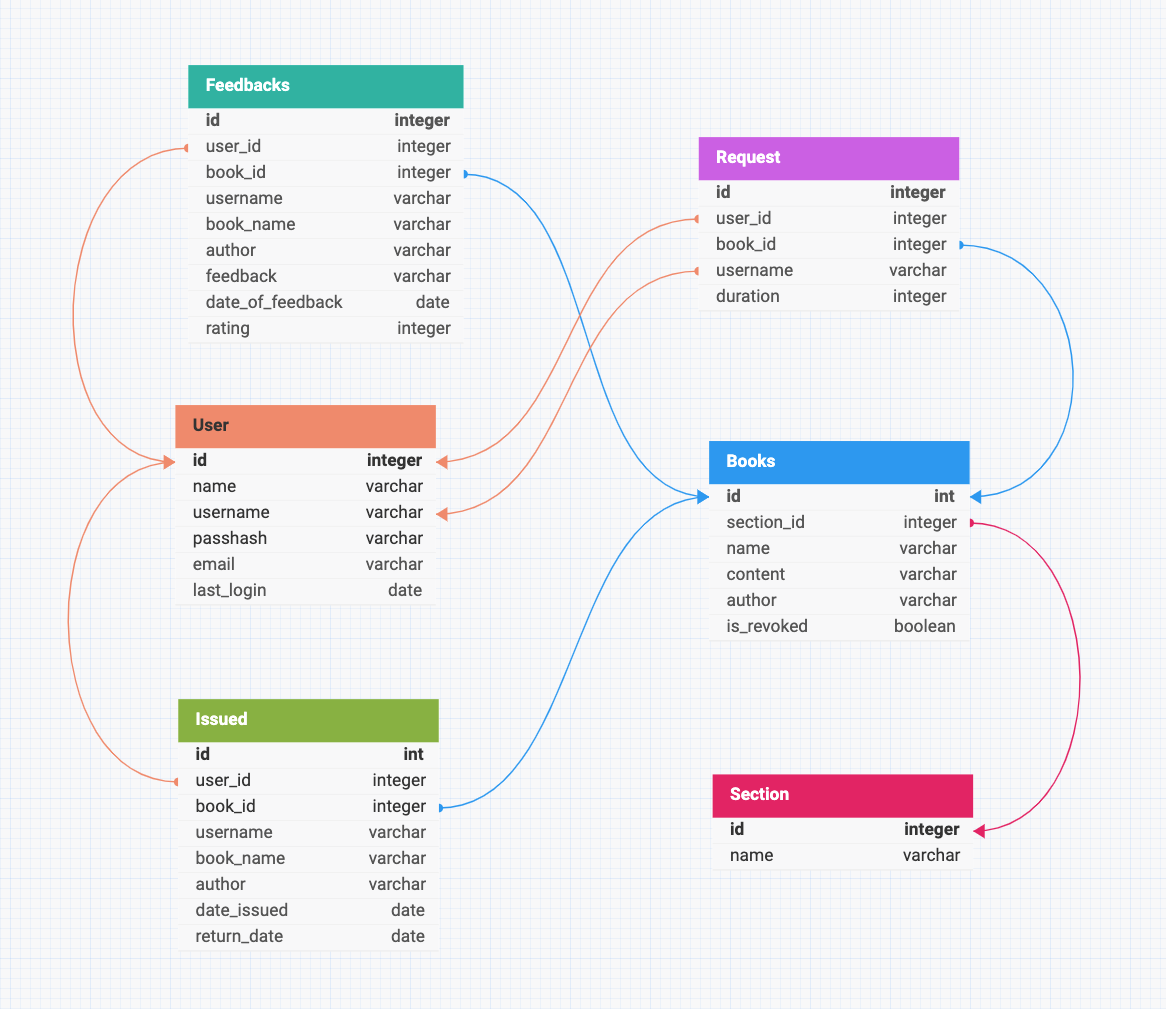 Feedbacks
id integer
user_id integer
book_id integer
username varchar
book_name varchar
author varchar
feedback varchar
date_of_feedback date
rating integer
Request
id integer
user_id integer
book_id integer
username varchar
duration integer
User
id integer
name varchar
username varchar
passhash varchar
email varchar
last_login date
Books
id int
section_id integer
name varchar
content varchar
author varchar
is_revoked boolean
Issued
id int
user_id integer
book_id integer
username varchar
book_name varchar
author varchar
date_issued date
return_date date
Section
id integer
name varchar